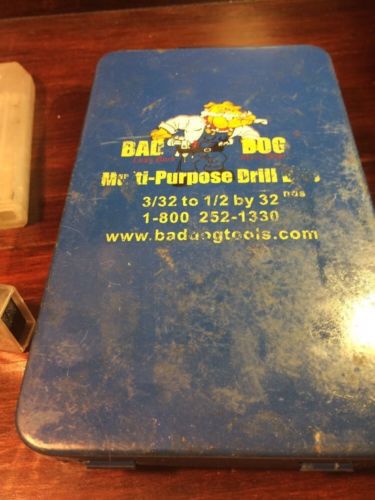 BAD DOG
Multi-Purpose Drill
3/32 to 1/2 by 32 nds
1-800 252-1330
www.baddogtools.com